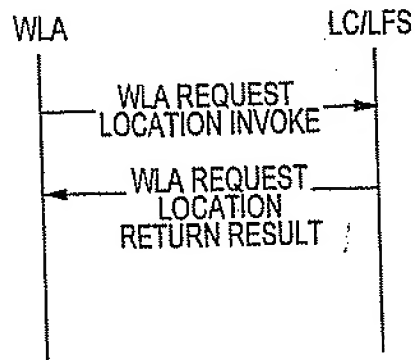 WLA
LC/LFS
WLA REQUEST
LOCATION INVOKE
WLA REQUEST
LOCATION
RETURN RESULT